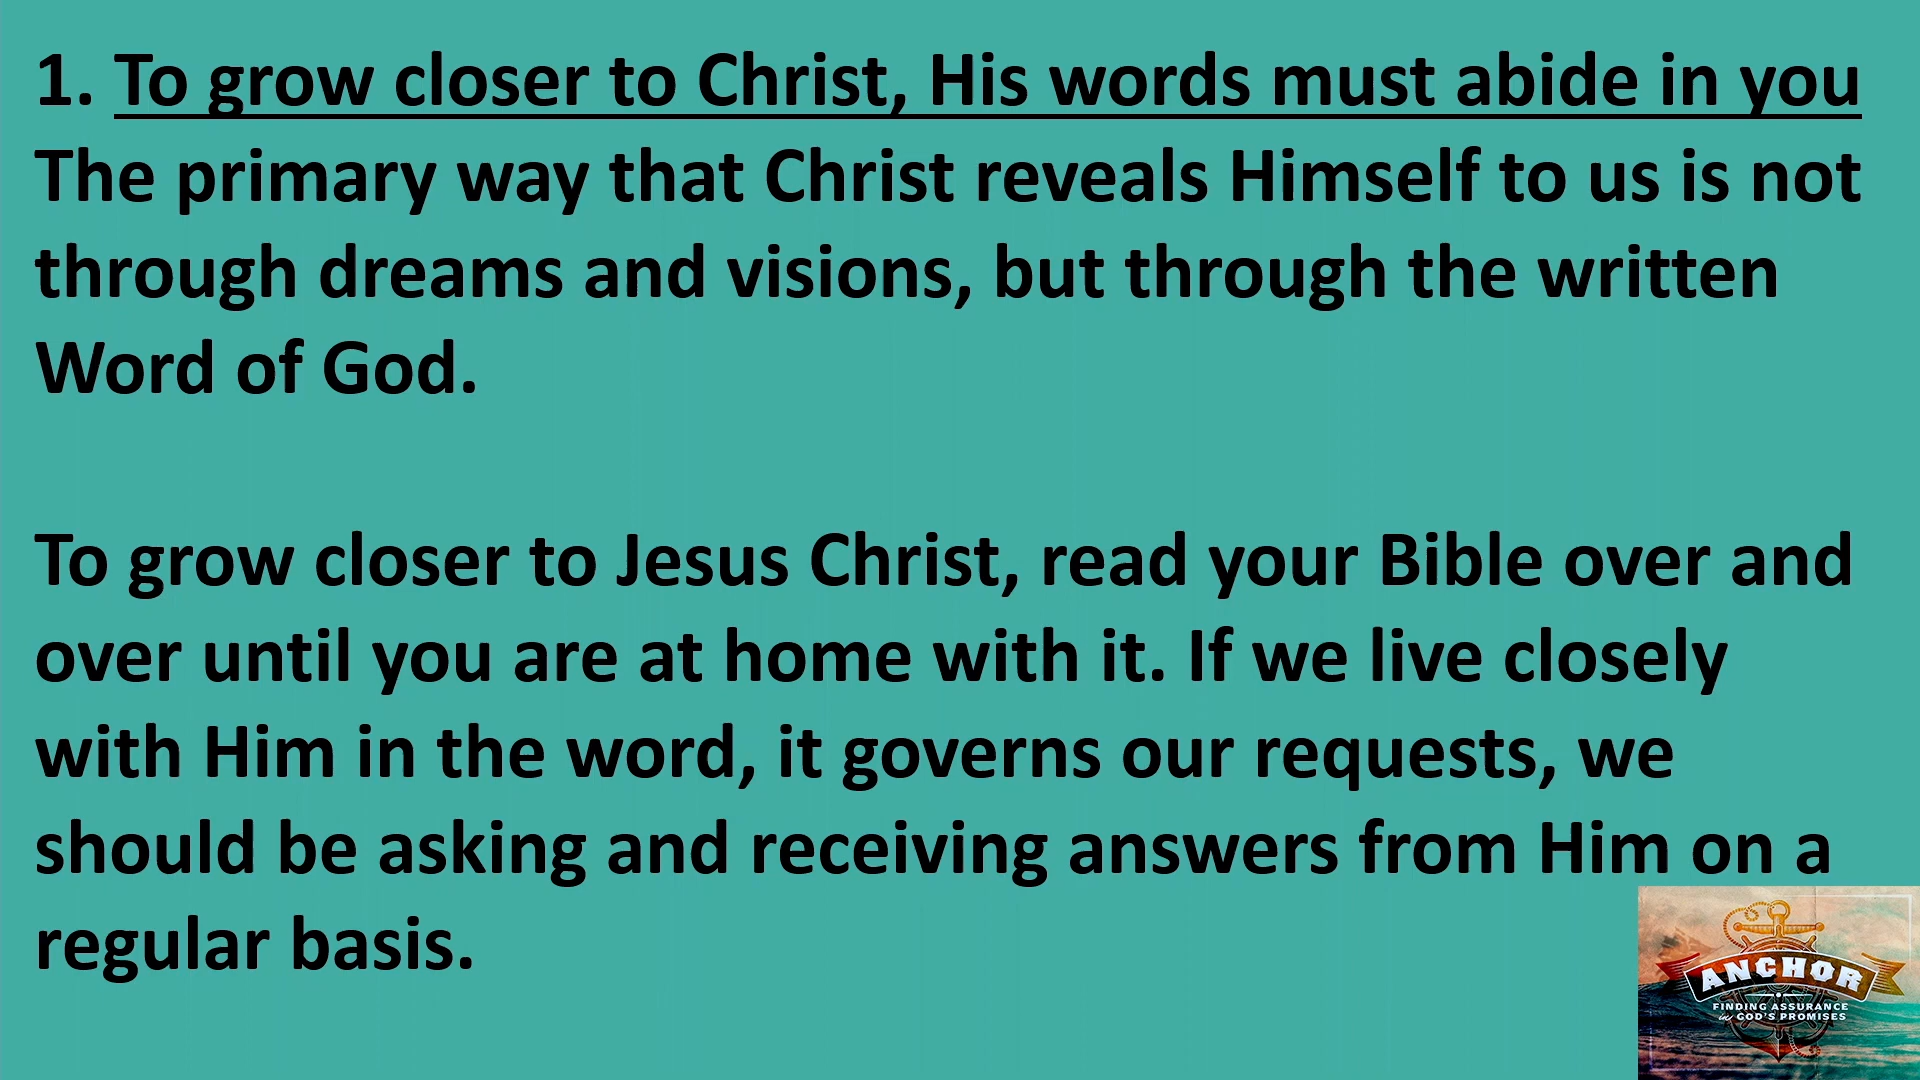 1. To grow closer to Christ, His words must abide in you
The primary way that Christ reveals Himself to us is not
through dreams and visions, but through the written
Word of God.
To grow closer to Jesus Christ, read your Bible over and
over until you are at home with it. If we live closely
with Him in the word, it governs our requests, we
should be asking and receiving answers from Him on a
regular basis.
ANCHOR
FINDING ASSURANCE
in GOD'S PROMISES